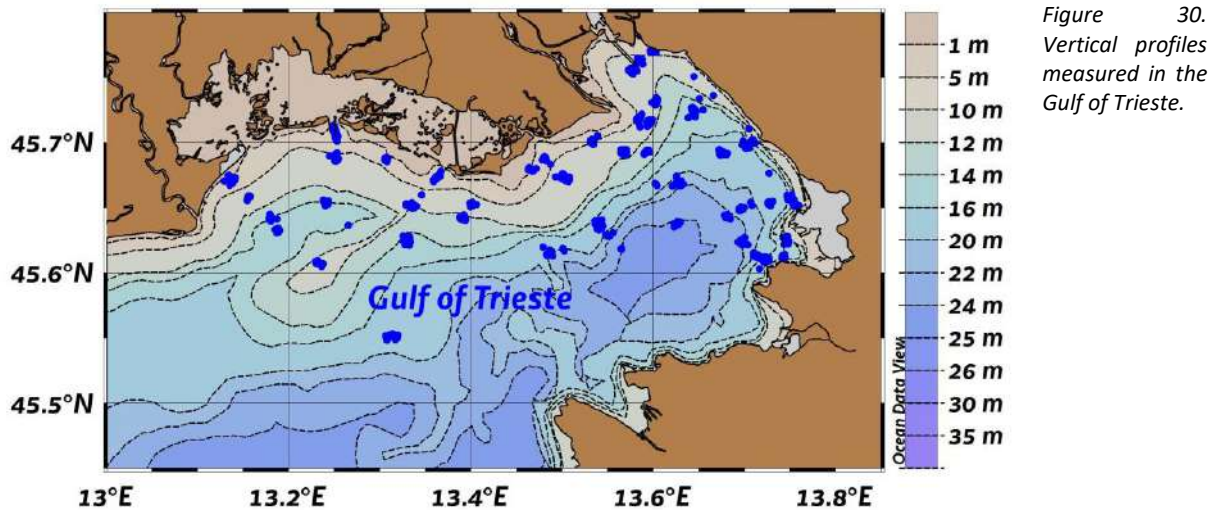 Figure 30.
Vertical profiles
measured in the
Gulf of Trieste.
1 m
5 m
10 m
12 m
14 m
16 m
20 m
22 m
24 m
25 m
26 m
30 m
35 m
Ocean Data View
45.7°N
45.6°N
45.5°N
Gulf of Trieste
13°E
13.2°E
13.4°E
13.6°E
13.8°E